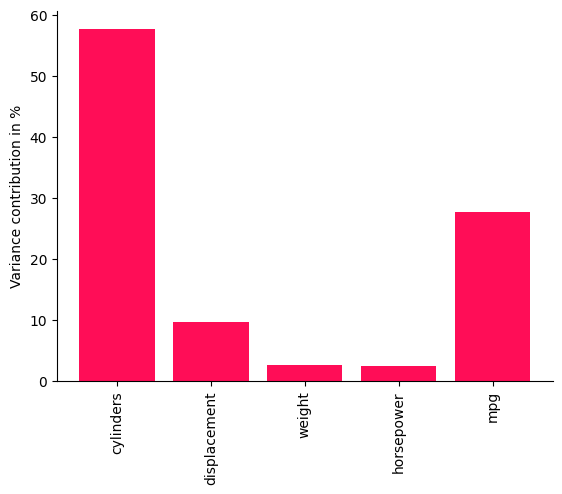 Variance contribution in %
60
50
40
30
20
10
0
cylinders
displacement
weight
horsepower
mpg